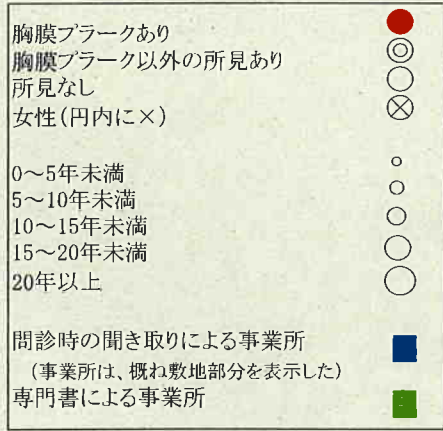 胸膜プラークあり
胸膜プラーク以外の所見あり
所見なし
女性(円内に×)
0～5年未満
5～10年未満
10～15年未満
15～20年未満
20年以上
問診時の聞き取りによる事業所
(事業所は、概ね敷地部分を表示した)
専門書による事業所